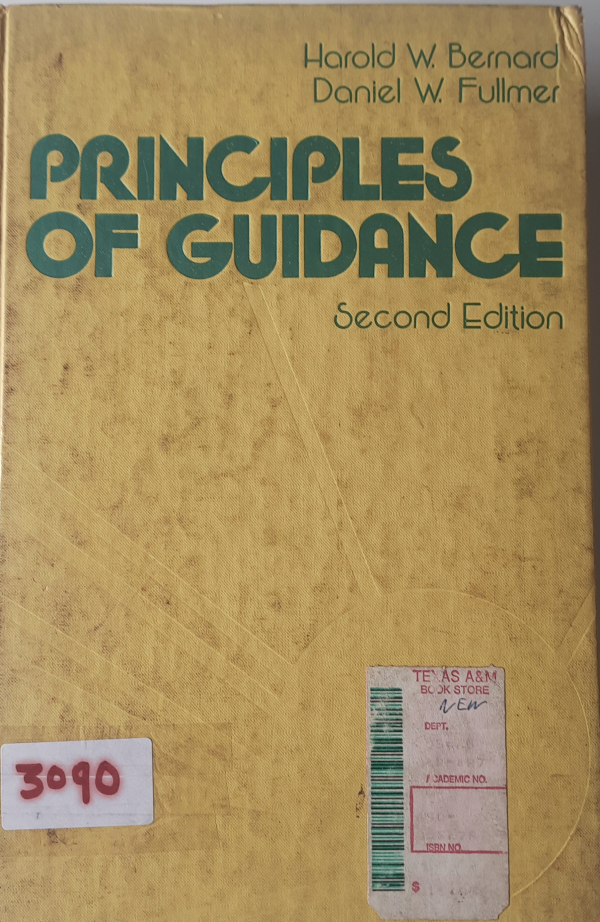 Harold W. Bernard
Daniel W. Fullmer
PRINCIPLES
OF GUIDANCE
Second Edition
3090
TEXAS A&M
BOOK STORE
NEW
DEPT.
ACADEMIC NO.
ISBN NO.
$